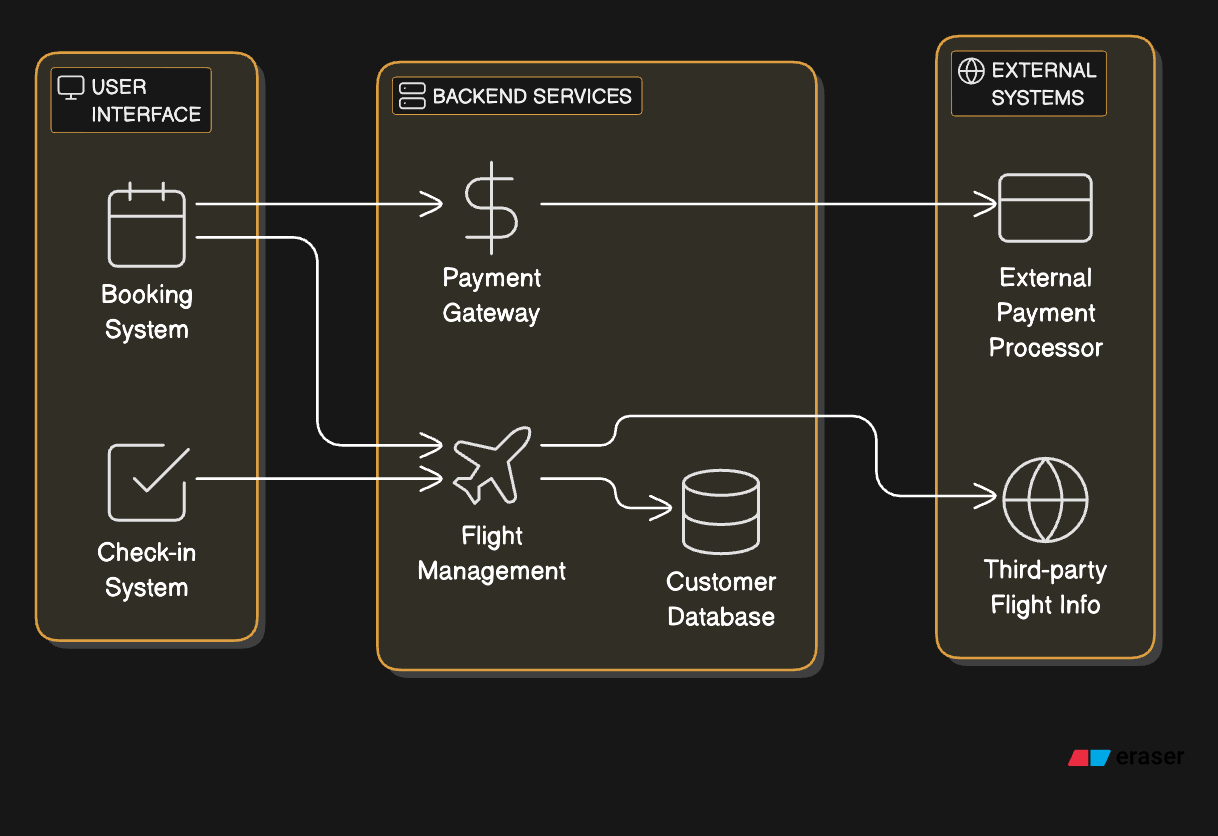 USER
INTERFACE
BACKEND SERVICES
EXTERNAL
SYSTEMS
Booking
System
Payment
Gateway
External
Payment
Processor
Check-in
System
Flight
Management
Customer
Database
Third-party
Flight Info
eraser